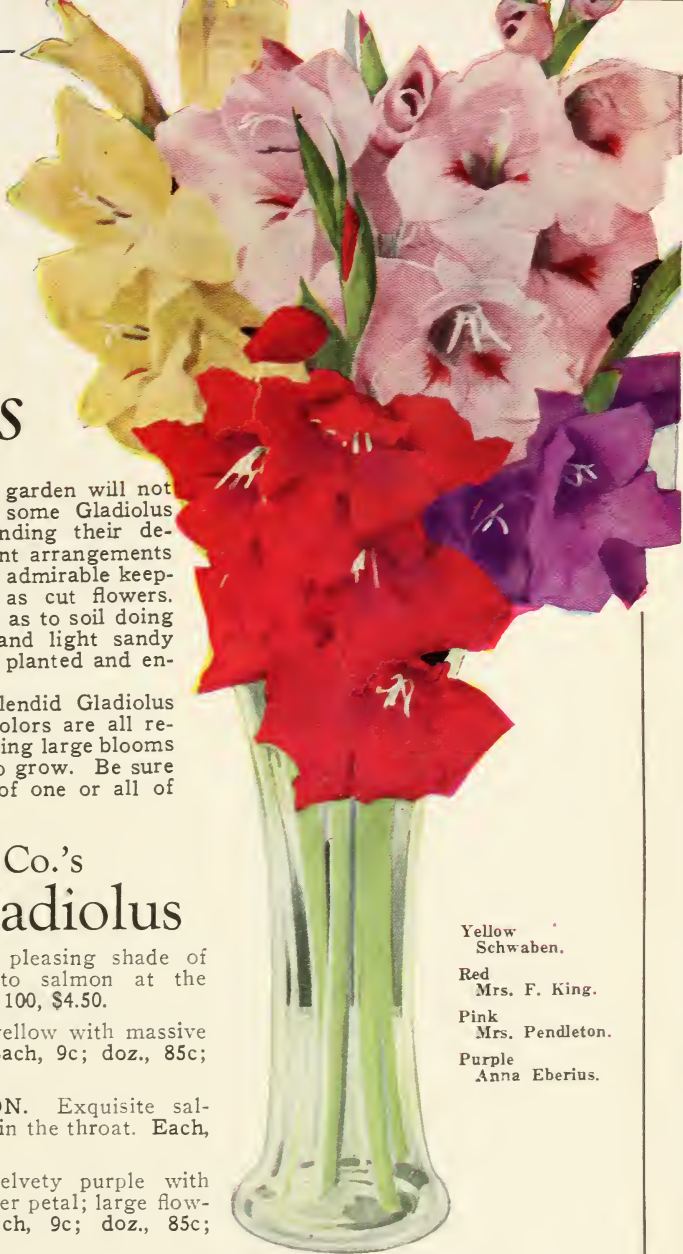 s
garden will not
some Gladiolus
nding their de-
nt arrangements
admirable keep-
as cut flowers.
as to soil doing
and light sandy
planted and en-
lendid Gladiolus
olors are all re-
ing large blooms
o grow. Be sure
of one or all of
Co.'s
adiolus
pleasing shade of
to salmon at the
100, $4.50.
yellow with massive
ach, 9c; doz., 85c;
ON. Exquisite sal-
in the throat. Each,
elvety purple with
er petal; large flow-
ch, 9c; doz., 85c;
Yellow
Schwaben.
Red
Mrs. F. King.
Pink
Mrs. Pendleton.
Purple
Anna Eberius.